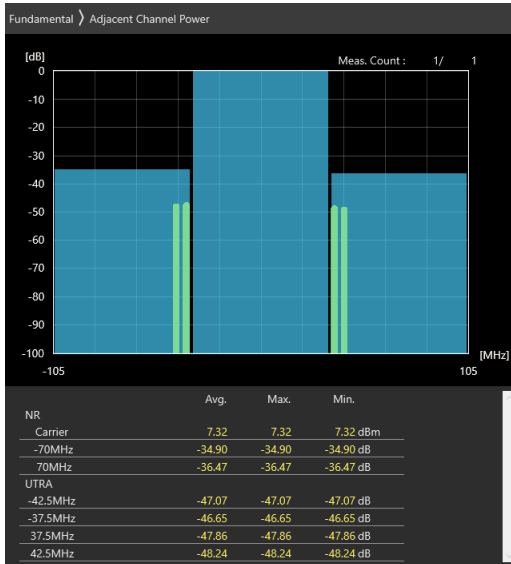 Fundamental ❭ Adjacent Channel Power
[dB]
Meas. Count : 1/ 1
0
-10
-20
-30
-40
-50
-60
-70
-80
-90
-100
[MHz]
-105 105
Avg. Max. Min.
NR
Carrier 7.32 7.32 7.32 dBm
-70MHz -34.90 -34.90 -34.90 dB
70MHz -36.47 -36.47 -36.47 dB
UTRA
-42.5MHz -47.07 -47.07 -47.07 dB
-37.5MHz -46.65 -46.65 -46.65 dB
37.5MHz -47.86 -47.86 -47.86 dB
42.5MHz -48.24 -48.24 -48.24 dB